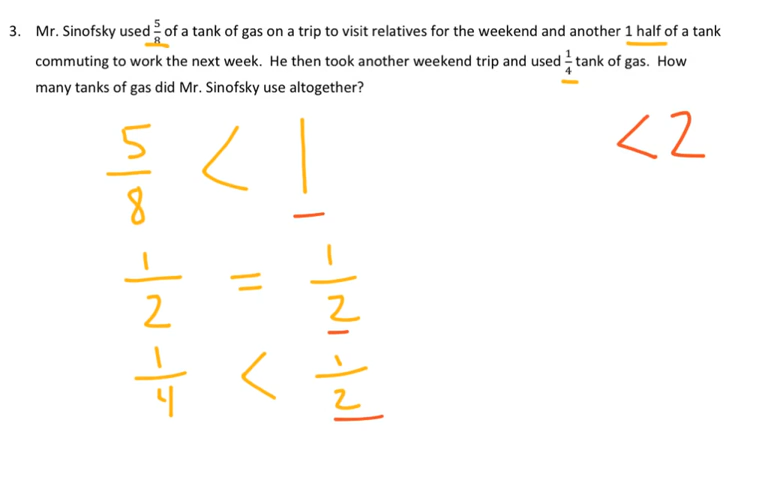 3. Mr. Sinofsky used 5/8 of a tank of gas on a trip to visit relatives for the weekend and another 1 half of a tank
commuting to work the next week. He then took another weekend trip and used 1/4 tank of gas. How
many tanks of gas did Mr. Sinofsky use altogether?
5/8 < 1
<2
1/2 = 1/2
1/4 < 1/2